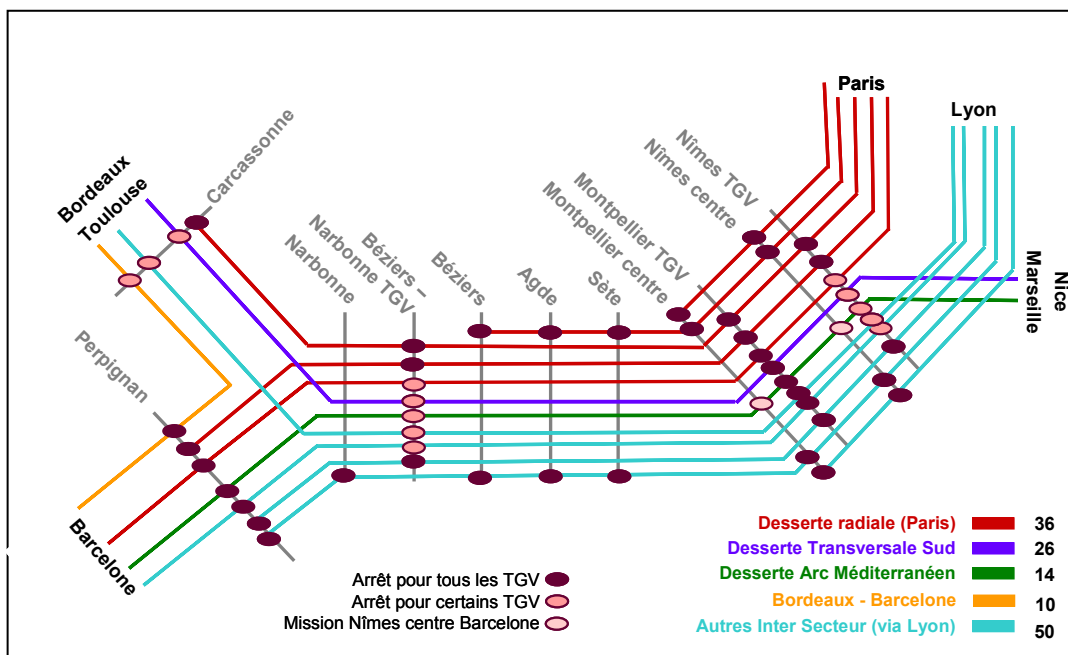 Paris
Lyon
Carcassonne
Bordeaux
Toulouse
Nîmes TGV
Nîmes centre
Montpellier TGV
Montpellier centre
Béziers –
Narbonne TGV
Narbonne
Béziers
Agde
Sète
Nice
Marseille
Perpignan
Barcelone
Desserte radiale (Paris) 36
Desserte Transversale Sud 26
Desserte Arc Méditerranéen 14
Bordeaux - Barcelone 10
Autres Inter Secteur (via Lyon) 50
Arrêt pour tous les TGV
Arrêt pour certains TGV
Mission Nîmes centre Barcelone